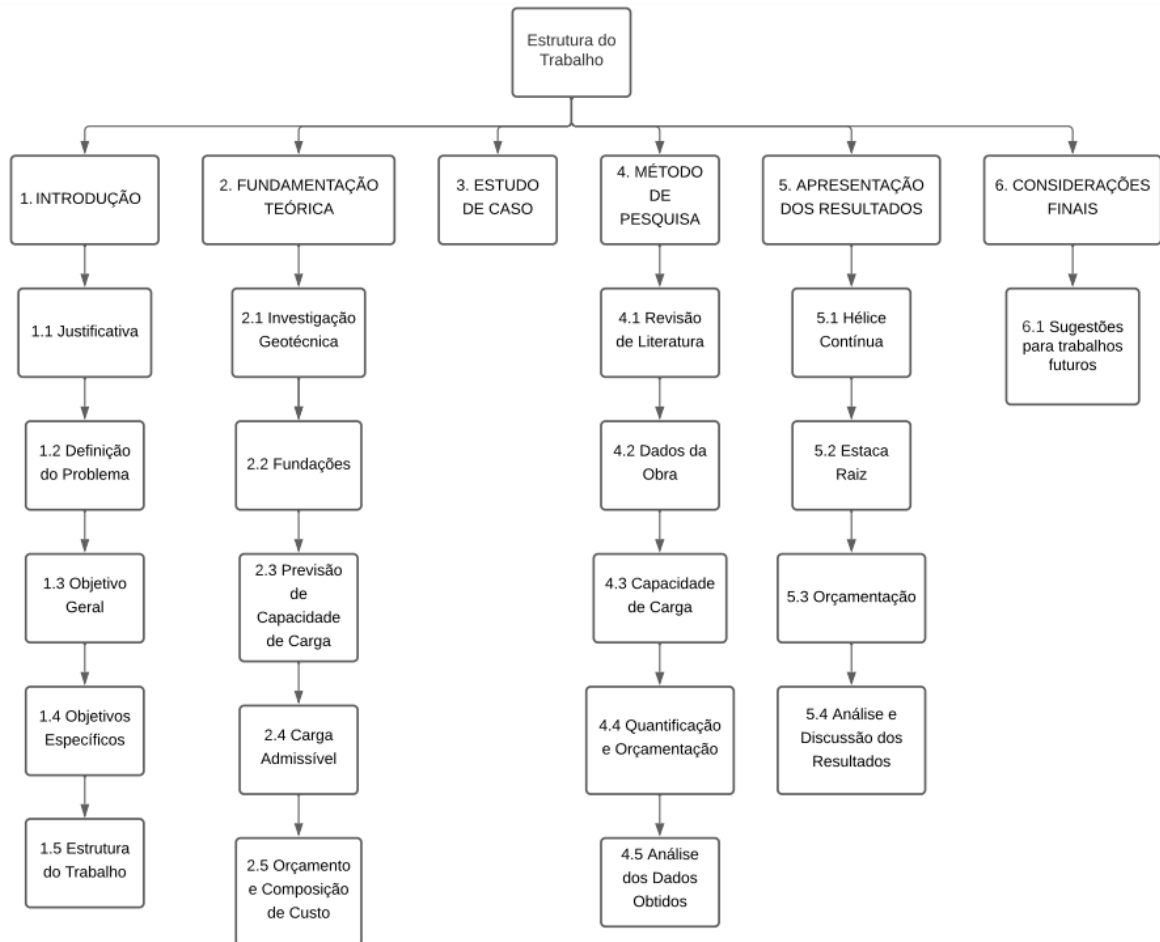 Estrutura do
Trabalho
1. INTRODUÇÃO
2. FUNDAMENTAÇÃO
TEÓRICA
3. ESTUDO
DE CASO
4. MÉTODO
DE
PESQUISA
5. APRESENTAÇÃO
DOS RESULTADOS
6. CONSIDERAÇÕES
FINAIS
1.1 Justificativa
1.2 Definição
do Problema
1.3 Objetivo
Geral
1.4 Objetivos
Específicos
1.5 Estrutura
do Trabalho
2.1 Investigação
Geotécnica
2.2 Fundações
2.3 Previsão
de
Capacidade
de Carga
2.4 Carga
Admissível
2.5 Orçamento
e Composição
de Custo
4.1 Revisão
de Literatura
4.2 Dados da
Obra
4.3 Capacidade
de Carga
4.4 Quantificação
e Orçamentação
4.5 Análise
dos Dados
Obtidos
5.1 Hélice
Contínua
5.2 Estaca
Raiz
5.3 Orçamentação
5.4 Análise e
Discussão dos
Resultados
6.1 Sugestões
para trabalhos
futuros